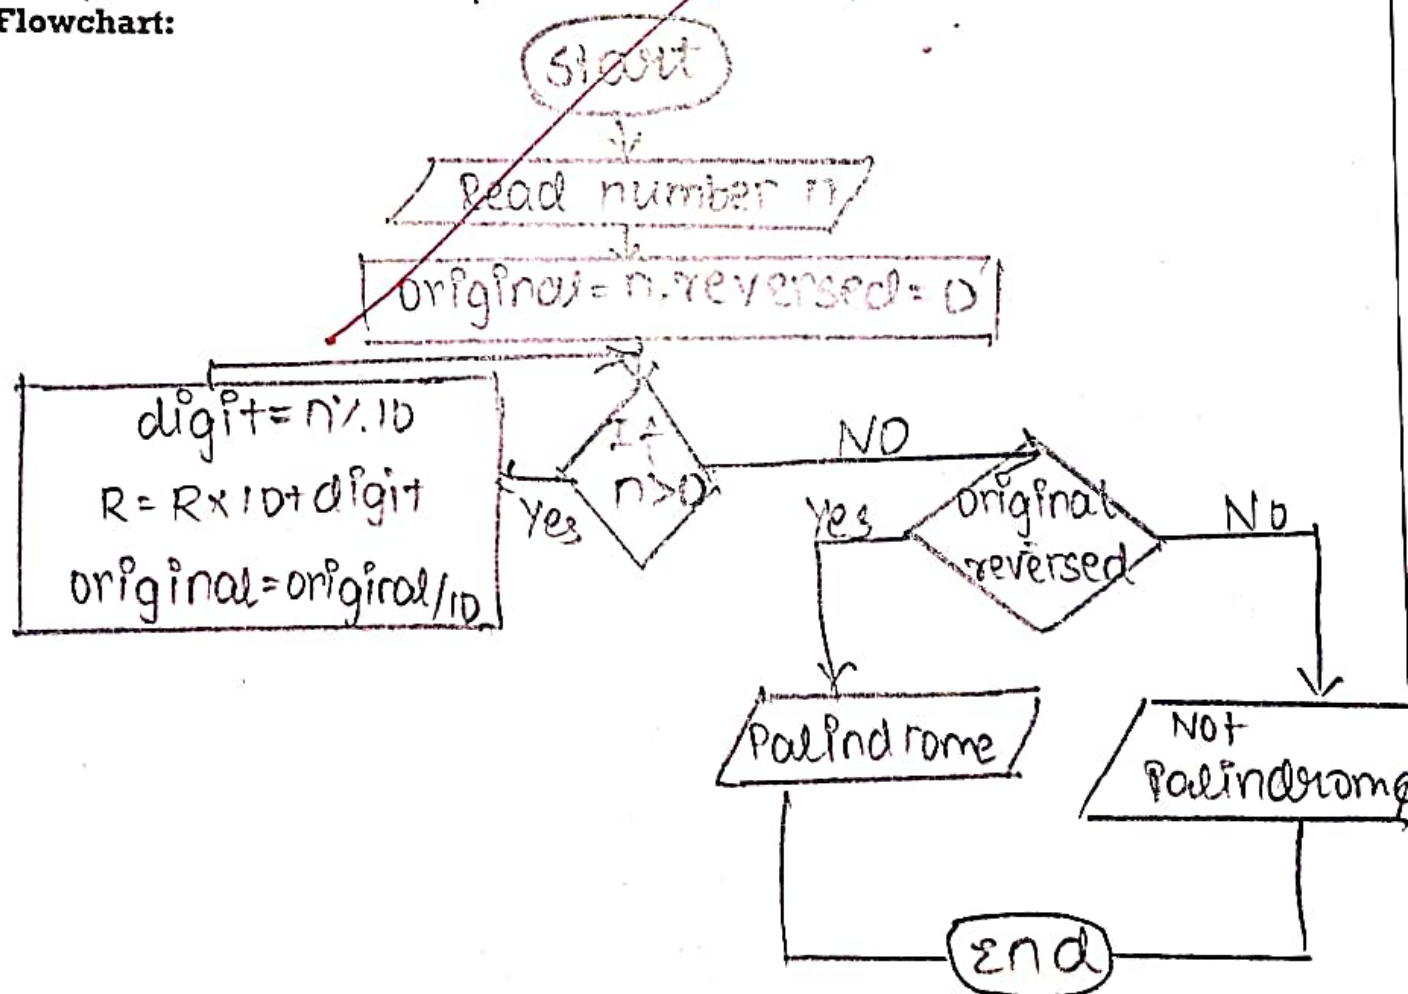 Flowchart:
Start
Read number n
original = n. reversed = 0
digit = n % 10
R = R x 10 + digit
original = original / 10
If
n > 0
Yes
NO
original
reversed
Yes
No
Palindrome
Not
Palindrome
End